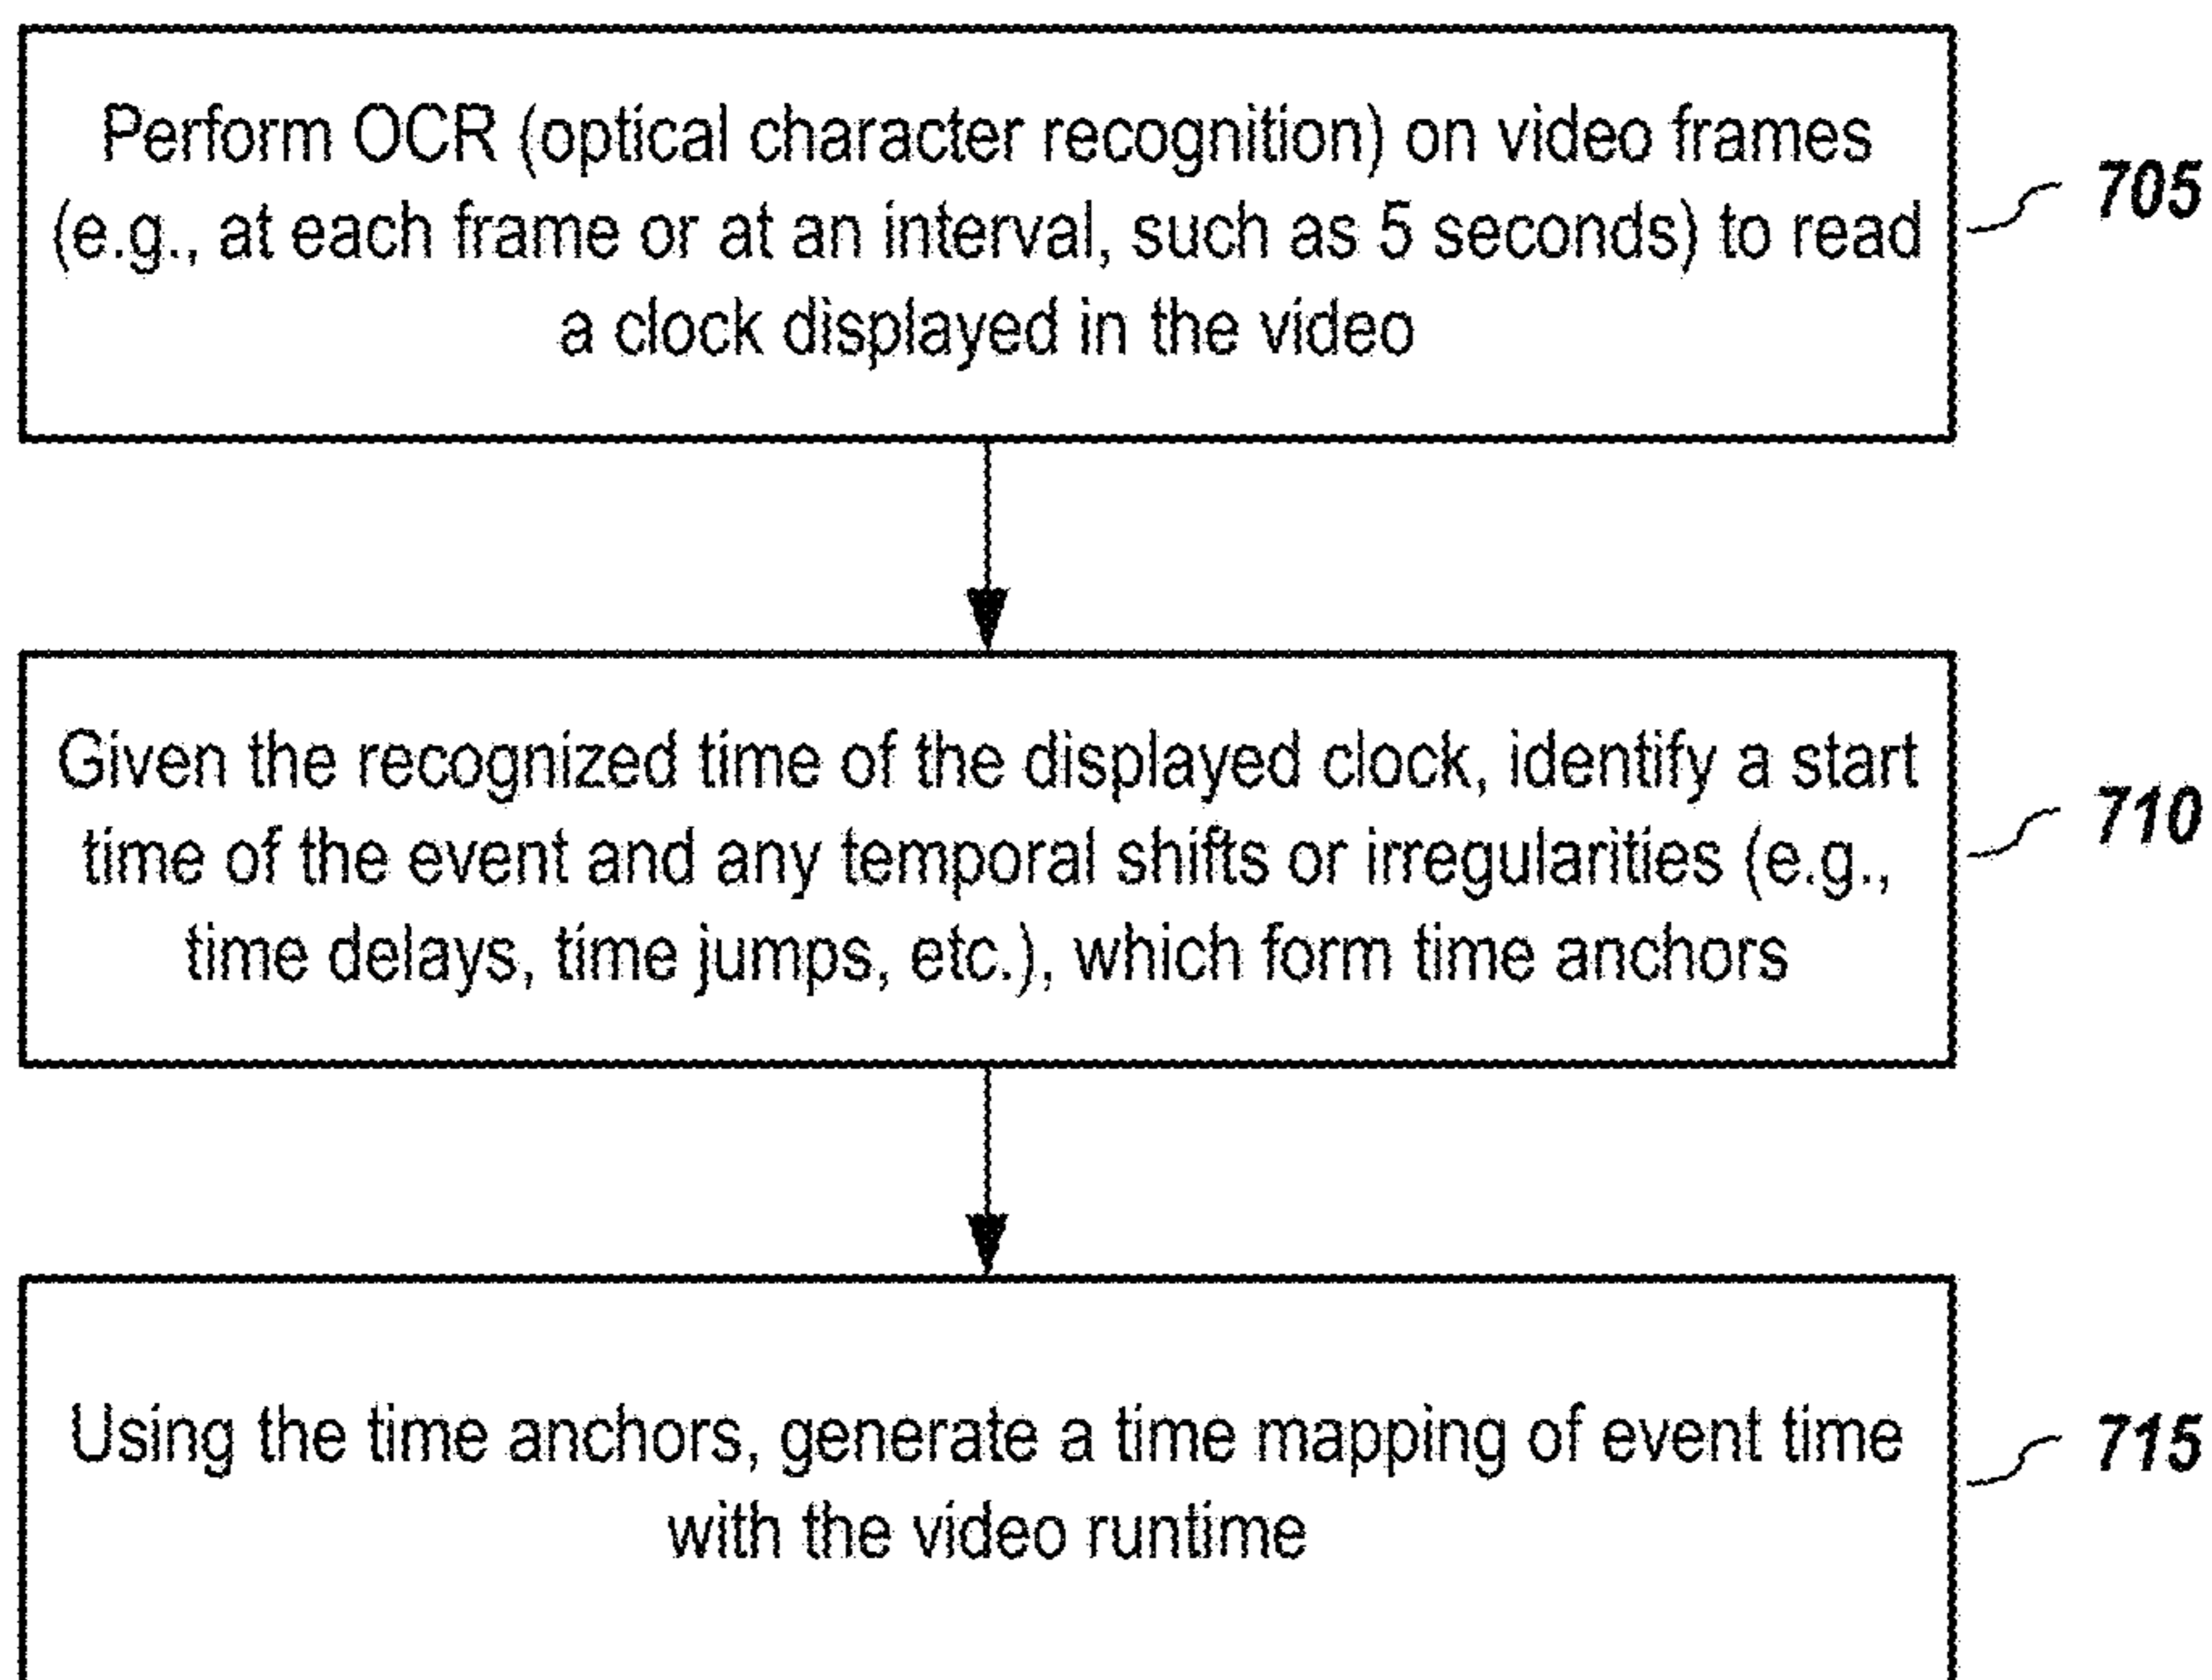 Perform OCR (optical character recognition) on video frames
(e.g., at each frame or at an interval, such as 5 seconds) to read
a clock displayed in the video
705
Given the recognized time of the displayed clock, identify a start
time of the event and any temporal shifts or irregularities (e.g.,
time delays, time jumps, etc.), which form time anchors
710
Using the time anchors, generate a time mapping of event time
with the video runtime
715